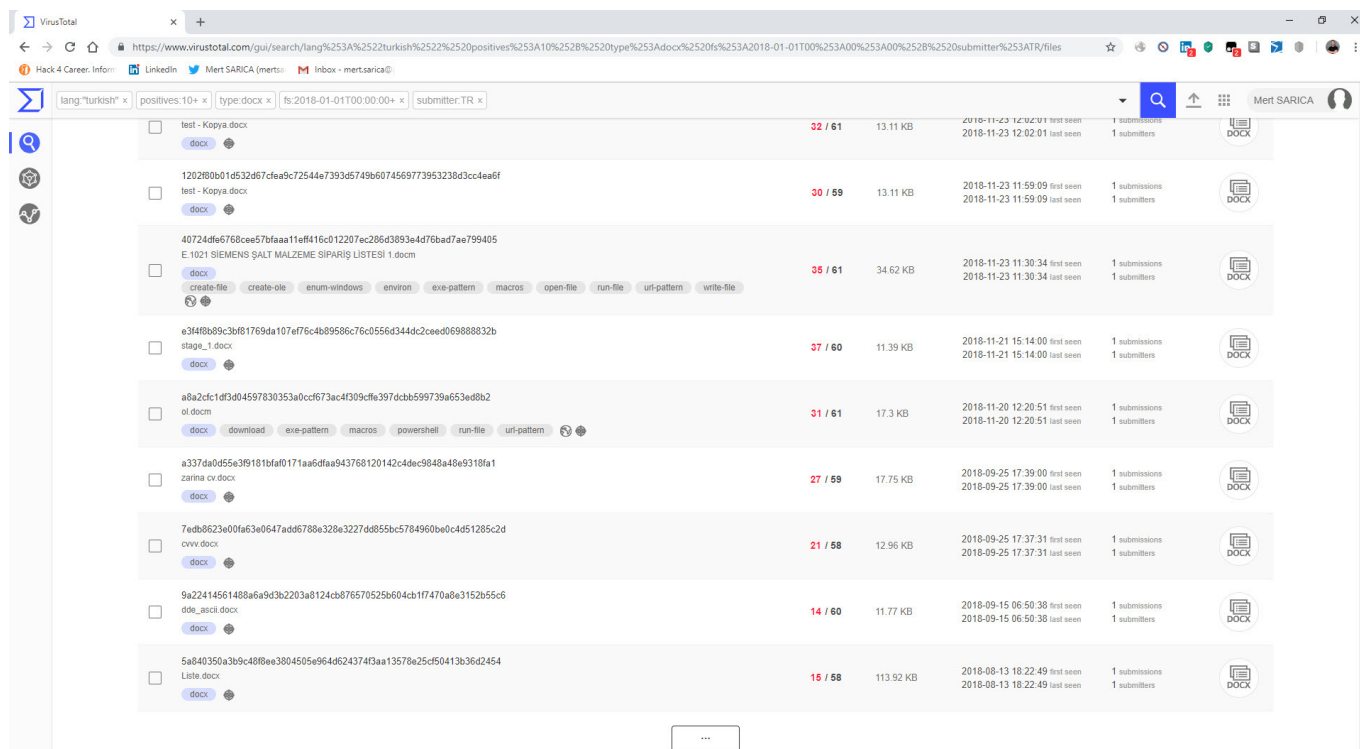 VirusTotal
https://www.virustotal.com/gui/search/lang%253A%2522turkish%2522%2520positives%253A10%252B%2520type%253Adocx%2520fs%253A2018-01-01T00%253A00%253A00%252B%2520submitter%253ATR/files
Hack 4 Career. Inform LinkedIn Mert SARICA (mertsa Inbox - mert.sarica@
lang:"turkish" x positives:10+ x type:docx x fs:2018-01-01T00:00:00+ x submitter:TR x Mert SARICA
test - Kopya.docx 32 / 61 13.11 KB 2018-11-23 12:02:01 first seen 1 submissions
2018-11-23 12:02:01 last seen 1 submitters
docx DOCX
1202f80b01d532d67cfea9c72544e7393d5749b6074569773953238d3cc4ea6f
test - Kopya.docx 30 / 59 13.11 KB 2018-11-23 11:59:09 first seen 1 submissions
2018-11-23 11:59:09 last seen 1 submitters
docx DOCX
40724dfe6768cee57bfaaa11eff416c012207ec286d3893e4d76bad7ae799405
E.1021 SİEMENS ŞALT MALZEME SİPARİŞ LİSTESİ 1.docm
docx 35 / 61 34.62 KB 2018-11-23 11:30:34 first seen 1 submissions
2018-11-23 11:30:34 last seen 1 submitters
create-file create-ole enum-windows environ exe-pattern macros open-file run-file url-pattern write-file DOCX
e3f4f8b89c3bf81769da107ef76c4b89586c76c0556d344dc2ceed069888832b
stage_1.docx 37 / 60 11.39 KB 2018-11-21 15:14:00 first seen 1 submissions
2018-11-21 15:14:00 last seen 1 submitters
docx DOCX
a8a2cfc1df3d04597830353a0ccf673ac4f309cffe397dcbb599739a653ed8b2
ol.docm 31 / 61 17.3 KB 2018-11-20 12:20:51 first seen 1 submissions
2018-11-20 12:20:51 last seen 1 submitters
docx download exe-pattern macros powershell run-file url-pattern DOCX
a337da0d55e3f9181bfaf0171aa6dfaa943768120142c4dec9848a48e9318fa1
zarina cv.docx 27 / 59 17.75 KB 2018-09-25 17:39:00 first seen 1 submissions
2018-09-25 17:39:00 last seen 1 submitters
docx DOCX
7edb8623e00fa63e0647add6788e328e3227dd855bc5784960be0c4d51285c2d
cvvv.docx 21 / 58 12.96 KB 2018-09-25 17:37:31 first seen 1 submissions
2018-09-25 17:37:31 last seen 1 submitters
docx DOCX
9a22414561488a6a9d3b2203a8124cb876570525b604cb1f7470a8e3152b55c6
dde_ascii.docx 14 / 60 11.77 KB 2018-09-15 06:50:38 first seen 1 submissions
2018-09-15 06:50:38 last seen 1 submitters
docx DOCX
5a840350a3b9c48f8ee3804505e964d624374f3aa13578e25cf50413b36d2454
Liste.docx 15 / 58 113.92 KB 2018-08-13 18:22:49 first seen 1 submissions
2018-08-13 18:22:49 last seen 1 submitters
docx DOCX
...